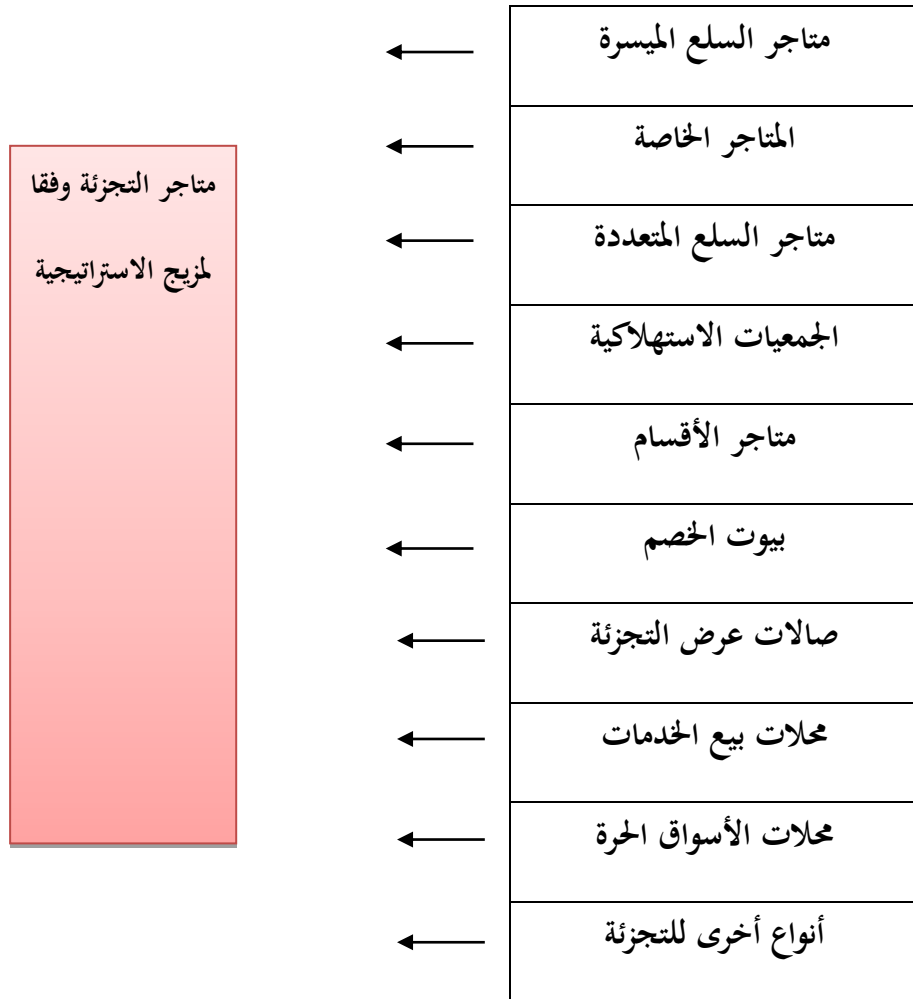 متاجر السلع الميسرة
المتاجر الخاصة
متاجر السلع المتعددة
الجمعيات الاستهلاكية
متاجر الأقسام
بيوت الخصم
صالات عرض التجزئة
محلات بيع الخدمات
محلات الأسواق الحرة
أنواع أخرى للتجزئة
متاجر التجزئة وفقا
لمزيج الاستراتيجية